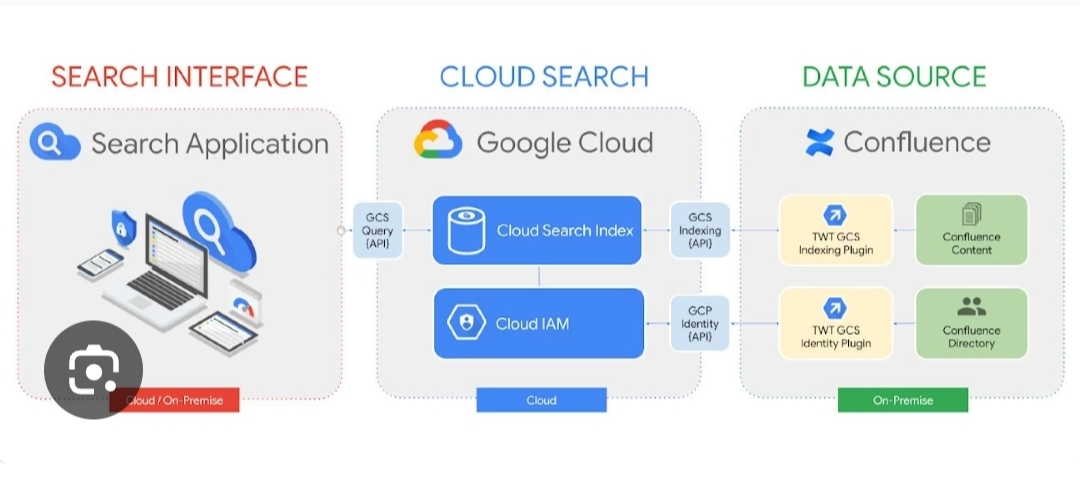 SEARCH INTERFACE
CLOUD SEARCH
DATA SOURCE
Search Application
Google Cloud
Confluence
GCS
Query
(API)
Cloud Search Index
GCS
Indexing
(API)
TWT GCS
Indexing Plugin
Confluence
Content
Cloud IAM
GCP
Identity
(API)
TWT GCS
Identity Plugin
Confluence
Directory
Cloud / On-Premise
Cloud
On-Premise